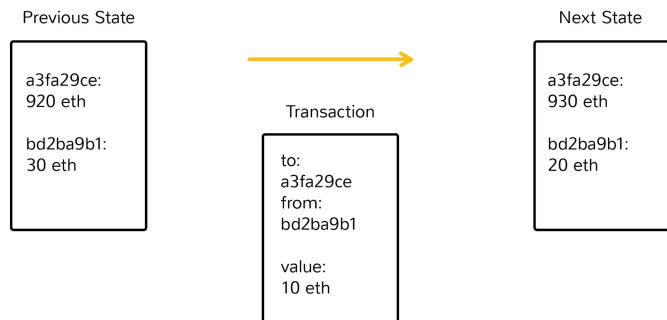 Previous State
a3fa29ce:
920 eth
bd2ba9b1:
30 eth
Transaction
to:
a3fa29ce
from:
bd2ba9b1
value:
10 eth
Next State
a3fa29ce:
930 eth
bd2ba9b1:
20 eth